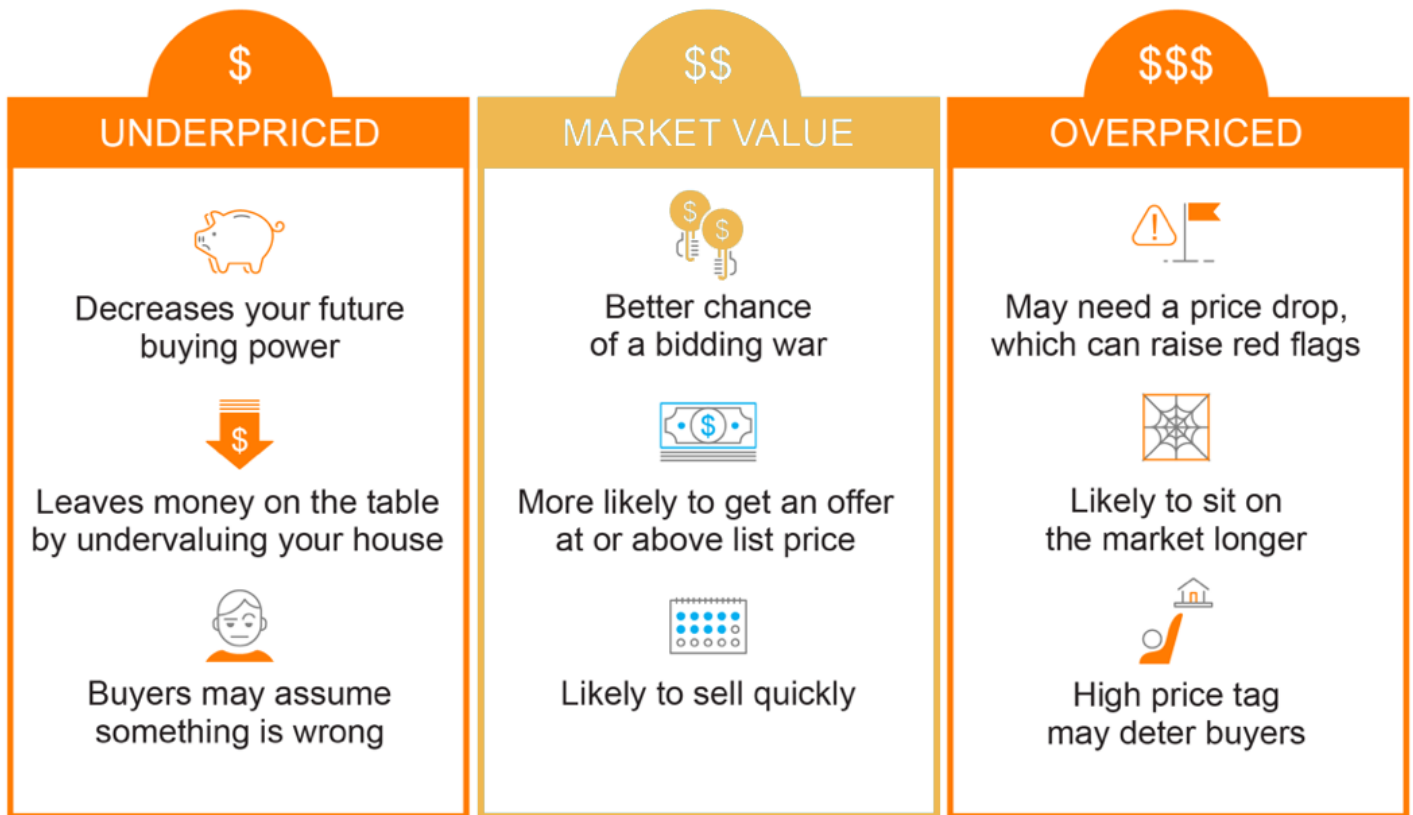 $
UNDERPRICED
Decreases your future
buying power
$
Leaves money on the table
by undervaluing your house
Buyers may assume
something is wrong
$$
MARKET VALUE
$
$
Better chance
of a bidding war
$
More likely to get an offer
at or above list price
Likely to sell quickly
$$$
OVERPRICED
!
May need a price drop,
which can raise red flags
Likely to sit on
the market longer
High price tag
may deter buyers